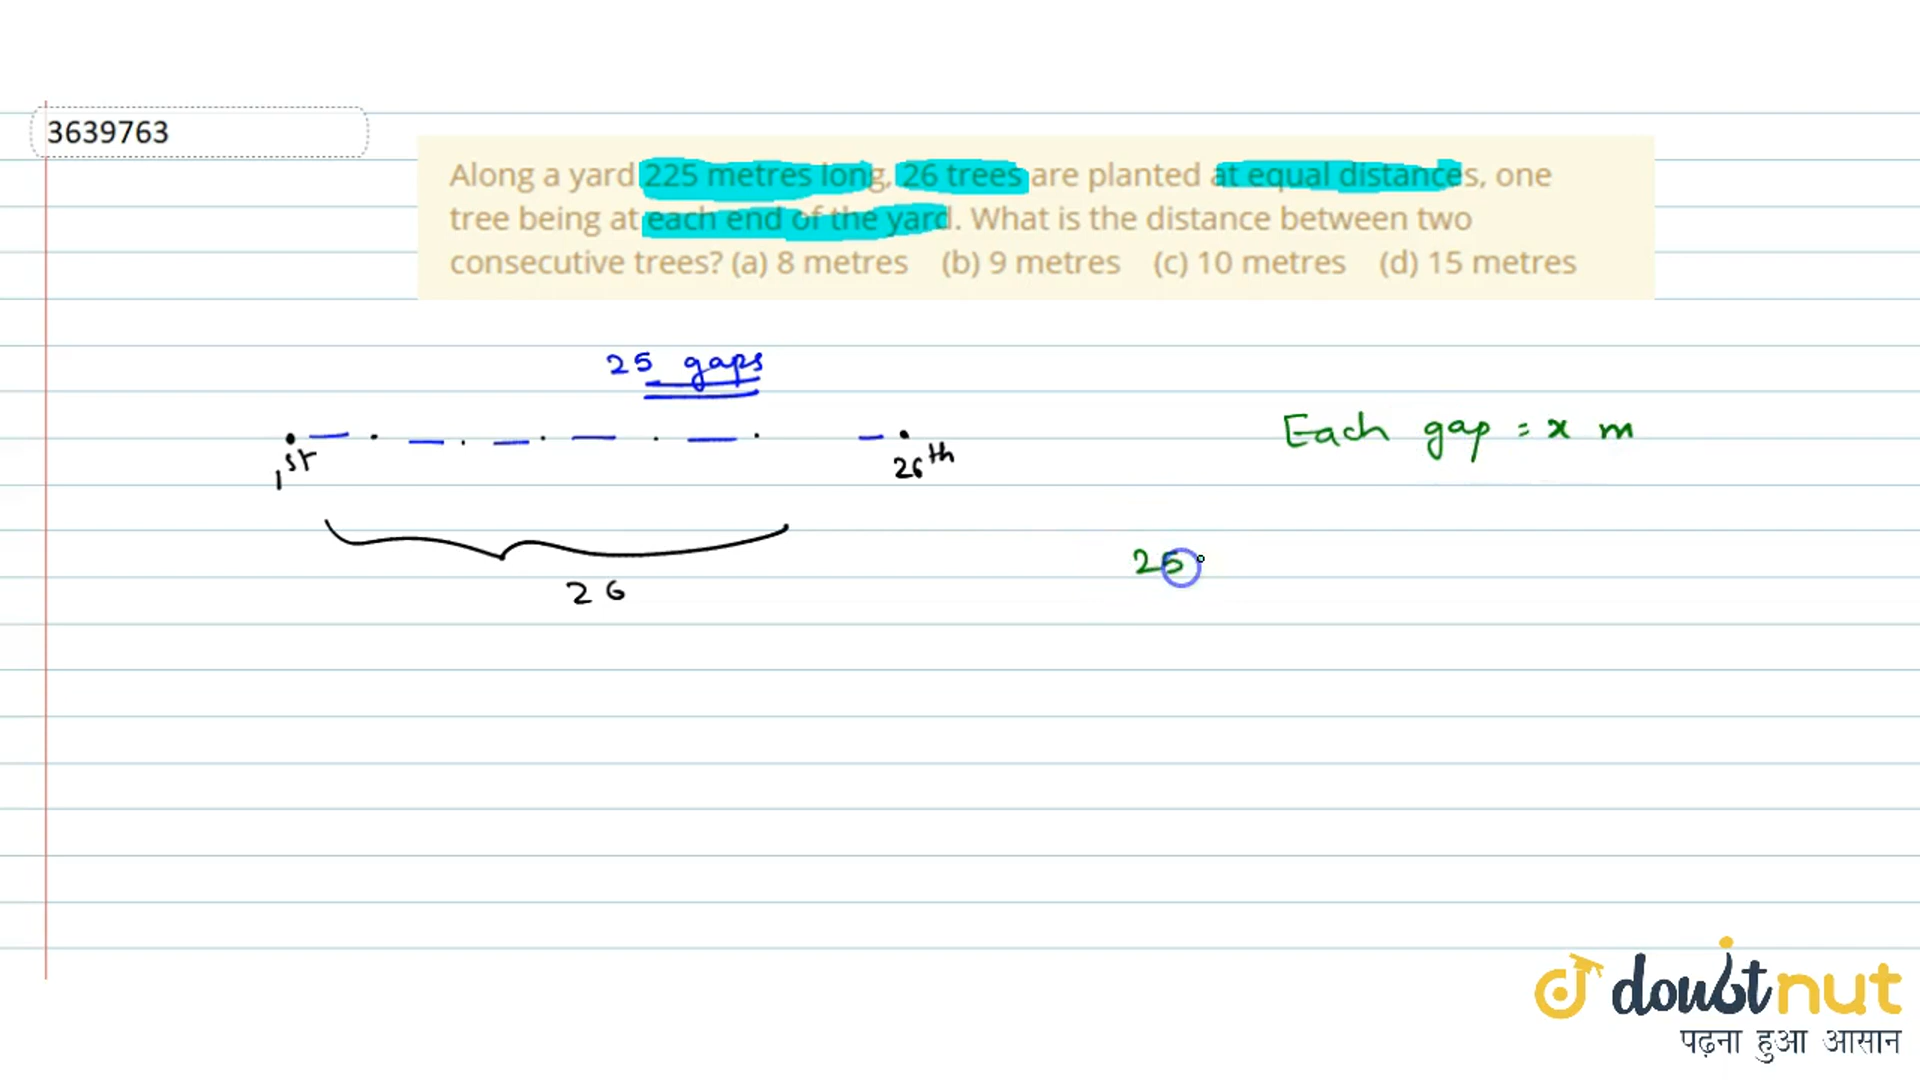 3639763
Along a yard 225 metres long, 26 trees are planted at equal distances, one
tree being at each end of the yard. What is the distance between two
consecutive trees? (a) 8 metres (b) 9 metres (c) 10 metres (d) 15 metres
25 gaps
1st
26th
Each gap = x m
26
25
doubtnut
पढ़ना हुआ आसान